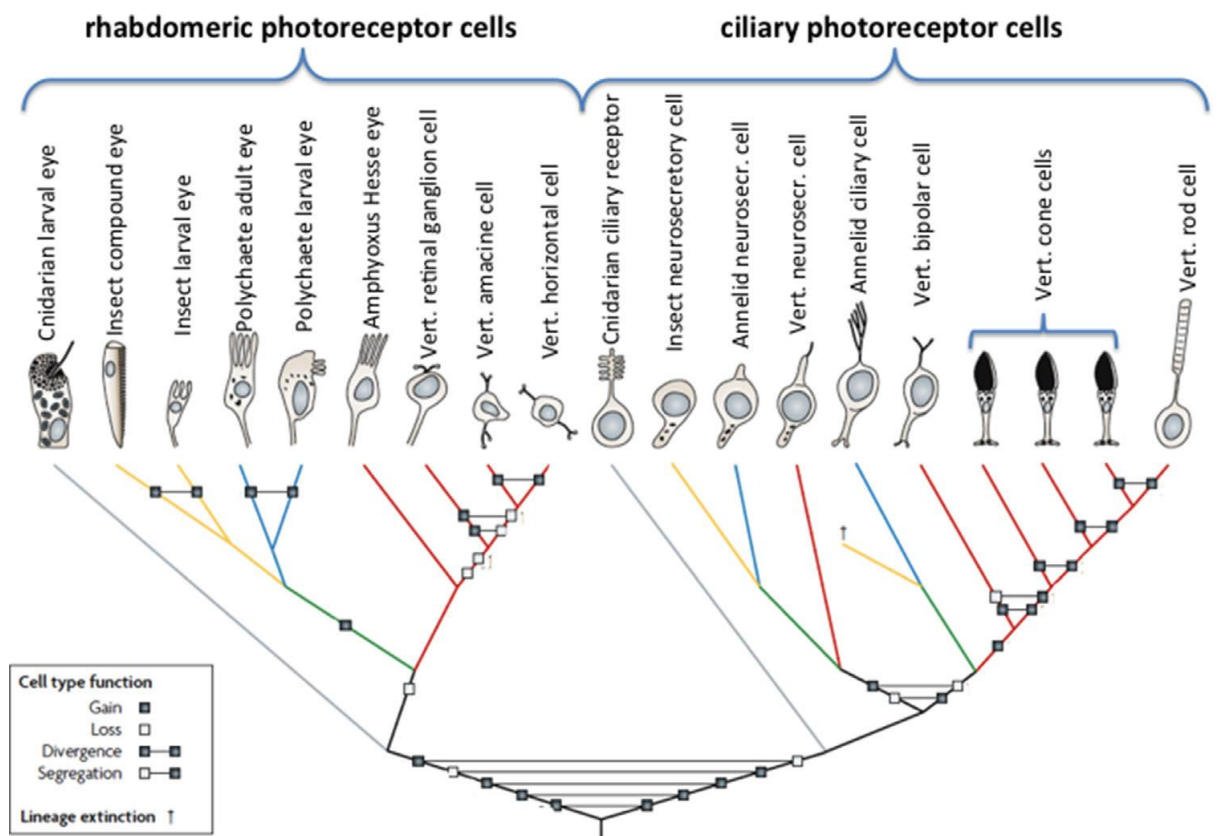 rhabdomeric photoreceptor cells
ciliary photoreceptor cells
Cnidarian larval eye
Insect compound eye
Insect larval eye
Polychaete adult eye
Polychaete larval eye
Amphyoxus Hesse eye
Vert. retinal ganglion cell
Vert. amacine cell
Vert. horizontal cell
Cnidarian ciliary receptor
Insect neurosecretory cell
Annelid neurosecr. cell
Vert. neurosecr. cell
Annelid ciliary cell
Vert. bipolar cell
Vert. cone cells
Vert. rod cell
Cell type function
Gain
Loss
Divergence
Segregation
Lineage extinction †